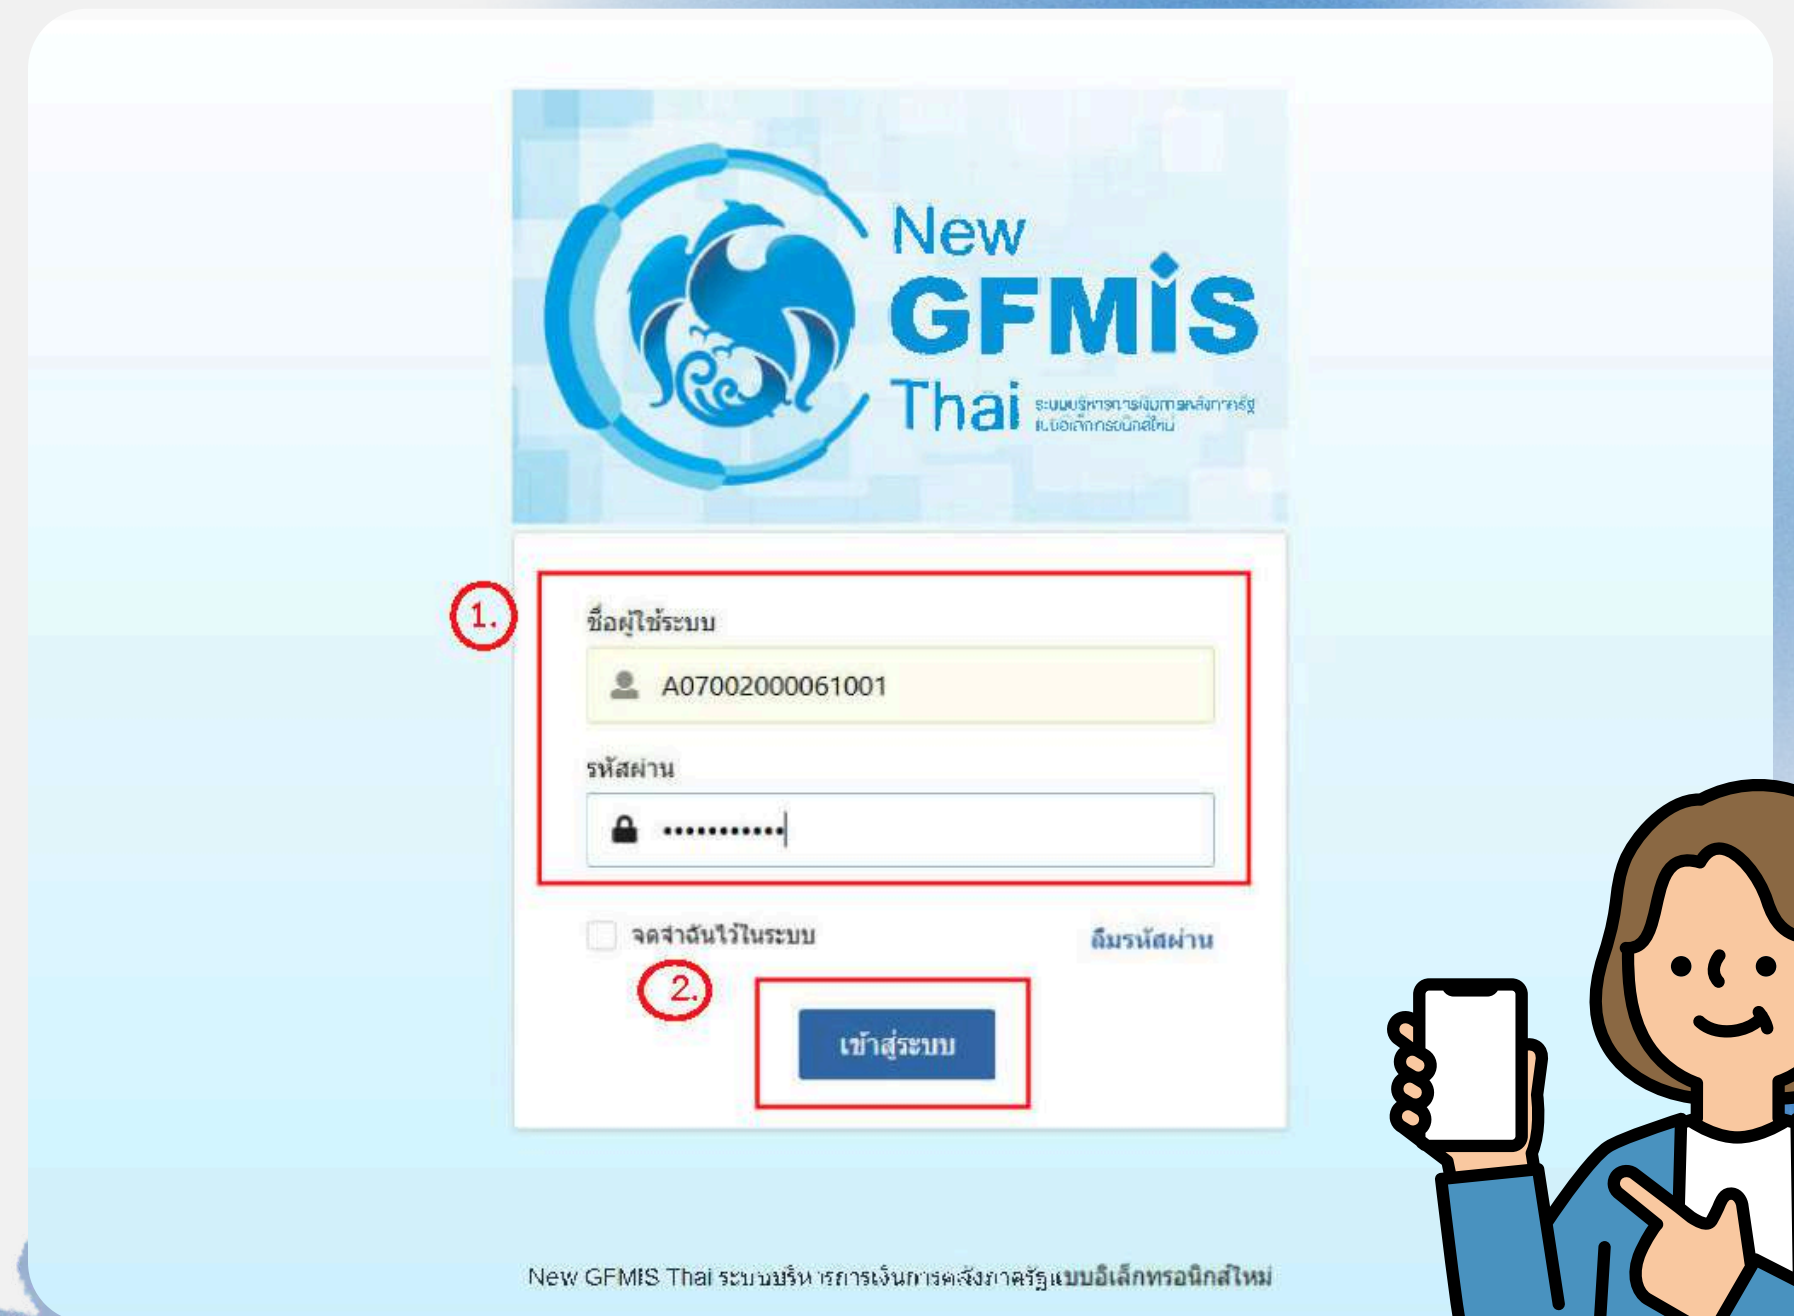 New
GFMIS
Thai ระบบบริหารการเงินการคลังภาครัฐ
แบบอิเล็กทรอนิกส์ใหม่
1.
ชื่อผู้ใช้ระบบ
A07002000061001
รหัสผ่าน
•••••••••••
จดจำฉันไว้ในระบบ
ลืมรหัสผ่าน
2.
เข้าสู่ระบบ
New GFMIS Thai ระบบบริหารการเงินการคลังภาครัฐแบบอิเล็กทรอนิกส์ใหม่